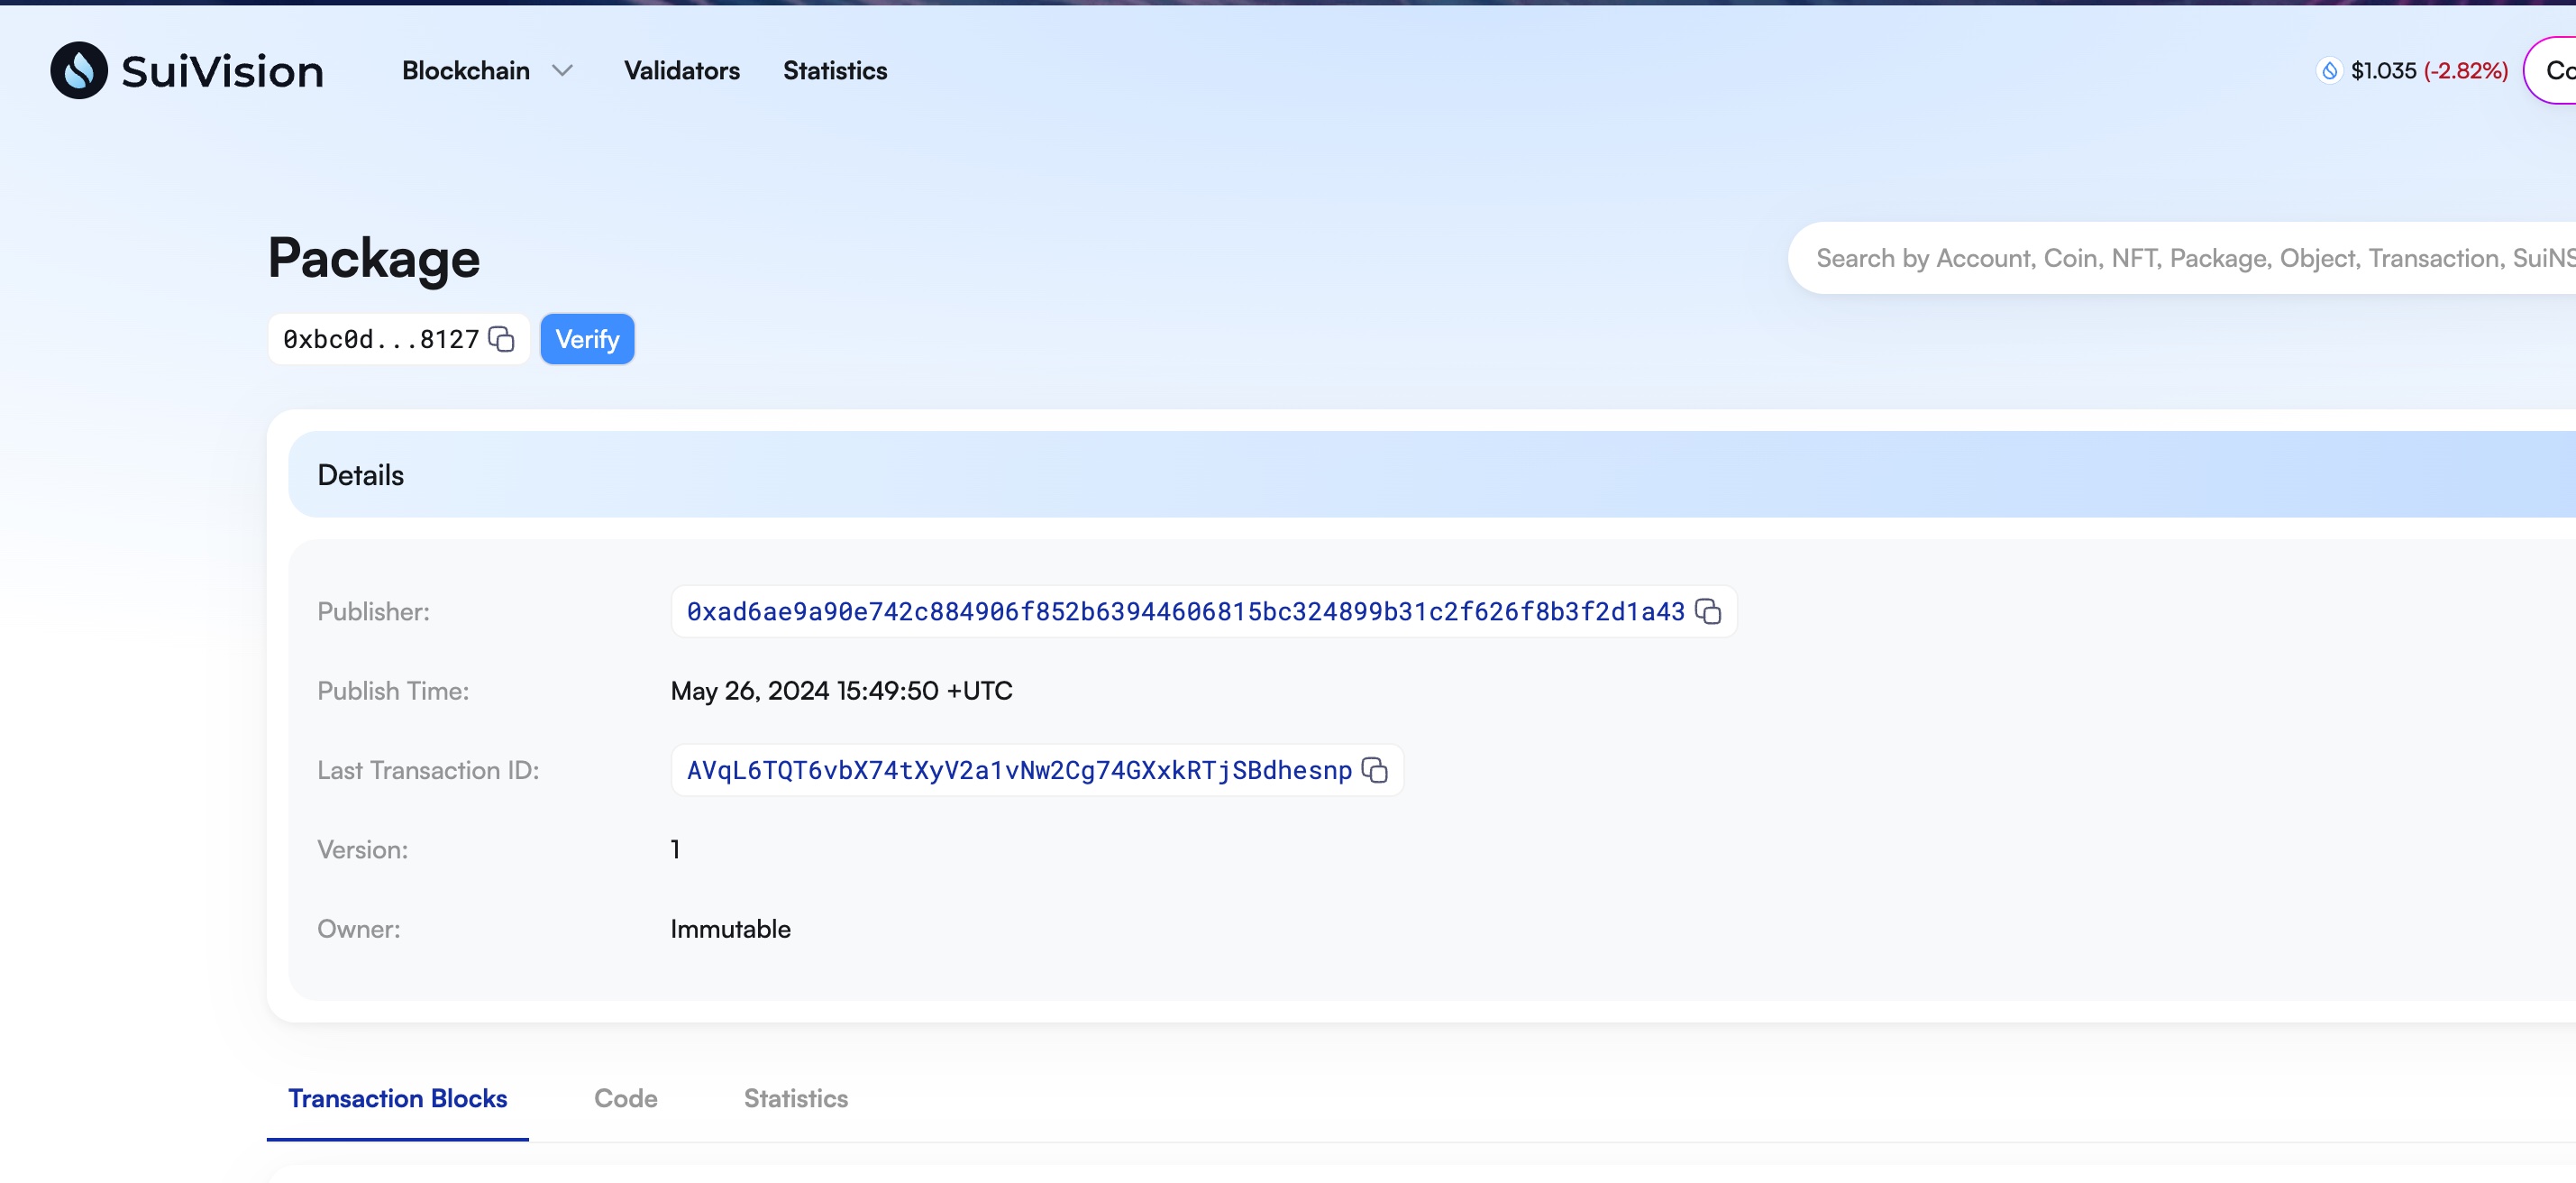 SuiVision Blockchain Validators Statistics $1.035 (-2.82%) Co
Package
Search by Account, Coin, NFT, Package, Object, Transaction, SuiNS
0xbc0d...8127 Verify
Details
Publisher: 0xad6ae9a90e742c884906f852b63944606815bc324899b31c2f626f8b3f2d1a43
Publish Time: May 26, 2024 15:49:50 +UTC
Last Transaction ID: AVqL6TQT6vbX74tXyV2a1vNw2Cg74GXxkRTjSBdhesnp
Version: 1
Owner: Immutable
Transaction Blocks Code Statistics